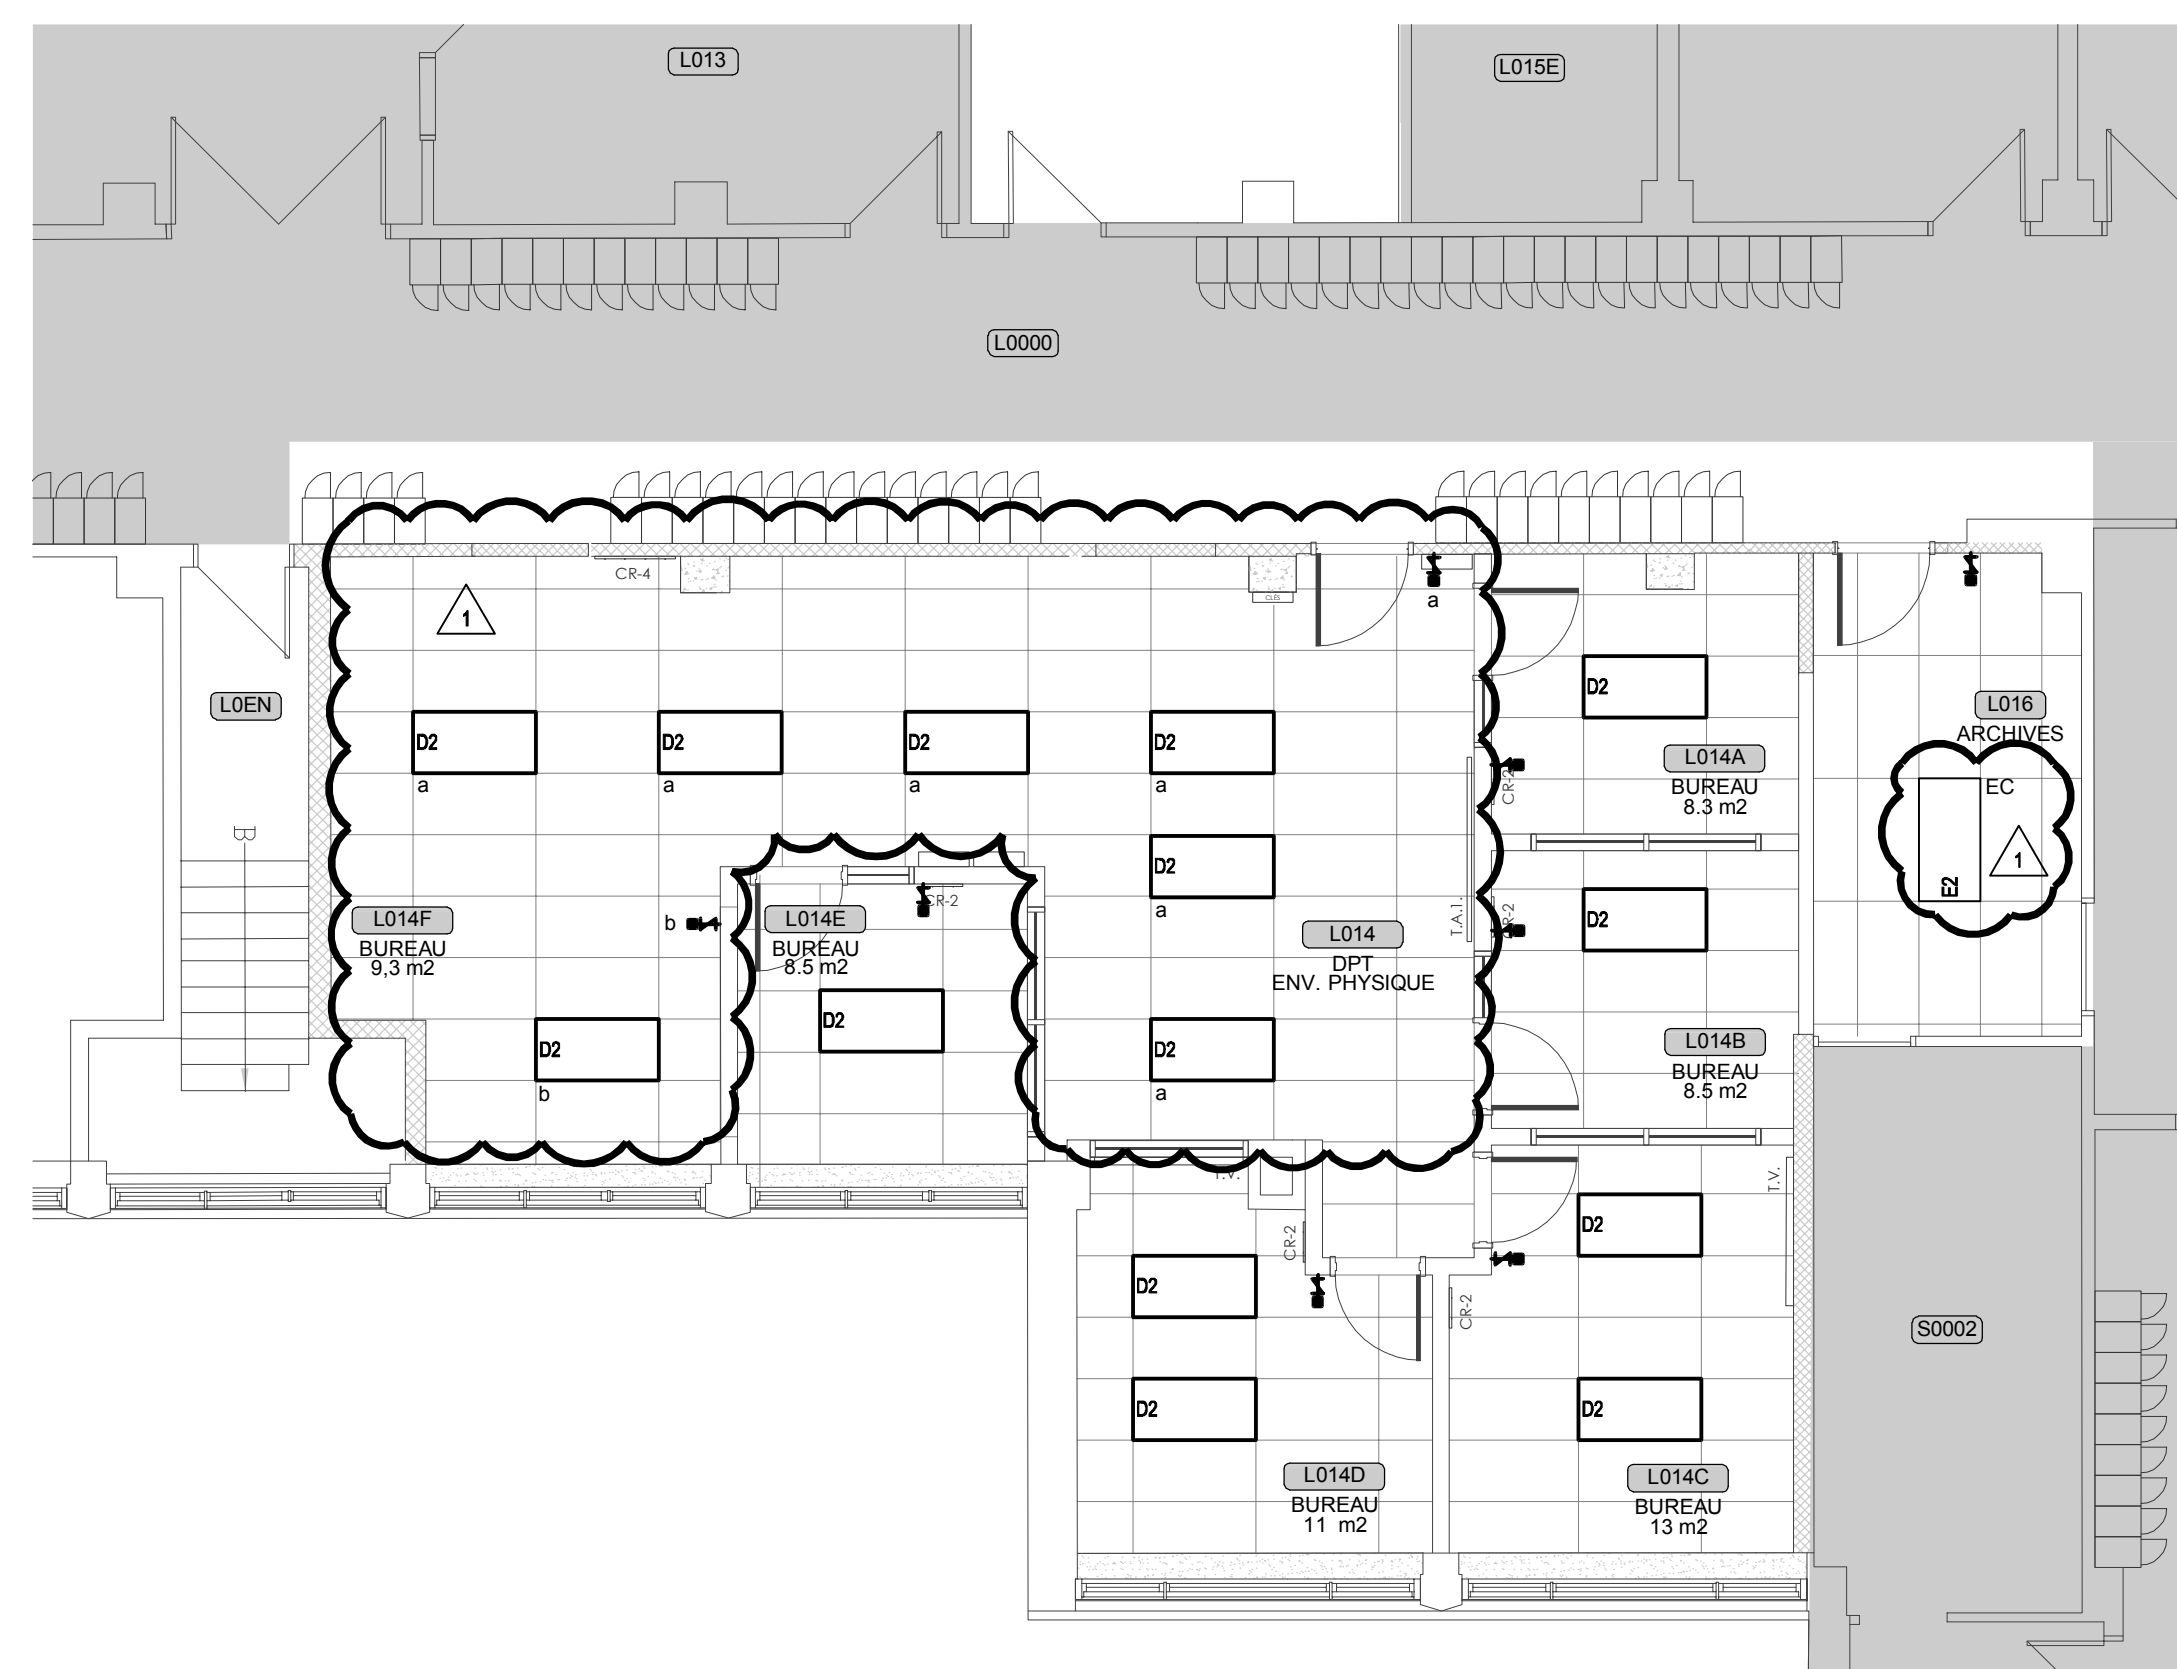 L013
L015E
L0000
CR-4
CLÉS
a
1
D2
L0EN
L016
ARCHIVES
D2
a
D2
a
D2
a
D2
a
CR-2
L014A
BUREAU
8.3 m2
EC
E2
1
B
D2
a
CR-2
D2
T.A.I.
CR-2
b
L014F
BUREAU
9,3 m2
L014E
BUREAU
8.5 m2
L014
DPT
ENV. PHYSIQUE
D2
D2
b
D2
a
L014B
BUREAU
8.5 m2
T.V.
T.V.
D2
CR-2
D2
CR-2
S0002
D2
D2
L014D
BUREAU
11 m2
L014C
BUREAU
13 m2